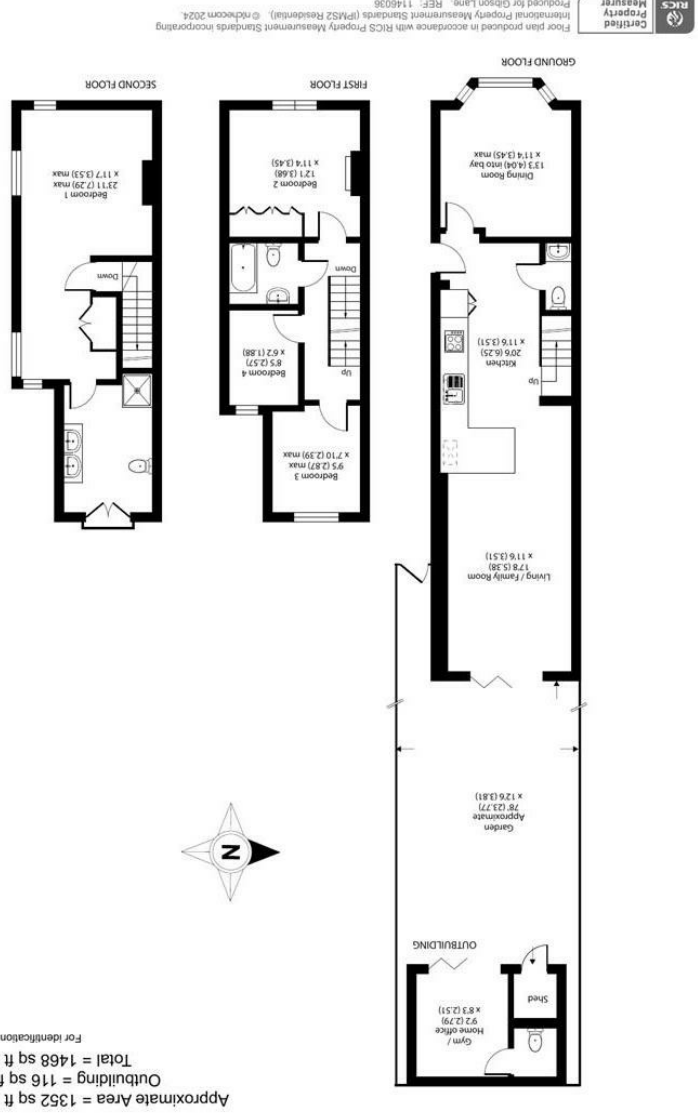 Approximate Area = 1352 sq ft
Outbuilding = 116 sq f
Total = 1468 sq ft
For identification
Gym /
Home office
9'2 (2.79)
x 8'3 (2.51)
Shed
OUTBUILDING
Garden
Approximate
78' (23.77)
x 12'6 (3.81)
N
Living / Family Room
17'8 (5.38)
x 11'6 (3.51)
Up
Kitchen
20'6 (6.25)
x 11'6 (3.51)
Dining Room
13'3 (4.04) into bay
x 11'4 (3.45) max
GROUND FLOOR
Bedroom 3
9'5 (2.87) max
x 7'10 (2.39) max
Bedroom 4
8'5 (2.57)
x 6'2 (1.88)
Up
Down
Bedroom 2
12'1 (3.68)
x 11'4 (3.45)
FIRST FLOOR
Down
Bedroom 1
23'11 (7.29) max
x 11'7 (3.53) max
SECOND FLOOR
RICS
Certified
Property
Measurer
Floor plan produced in accordance with RICS Property Measurement Standards incorporating
International Property Measurement Standards (IPMS2 Residential). © nichecom 2024.
Produced for Gibson Lane. REF: 1146036